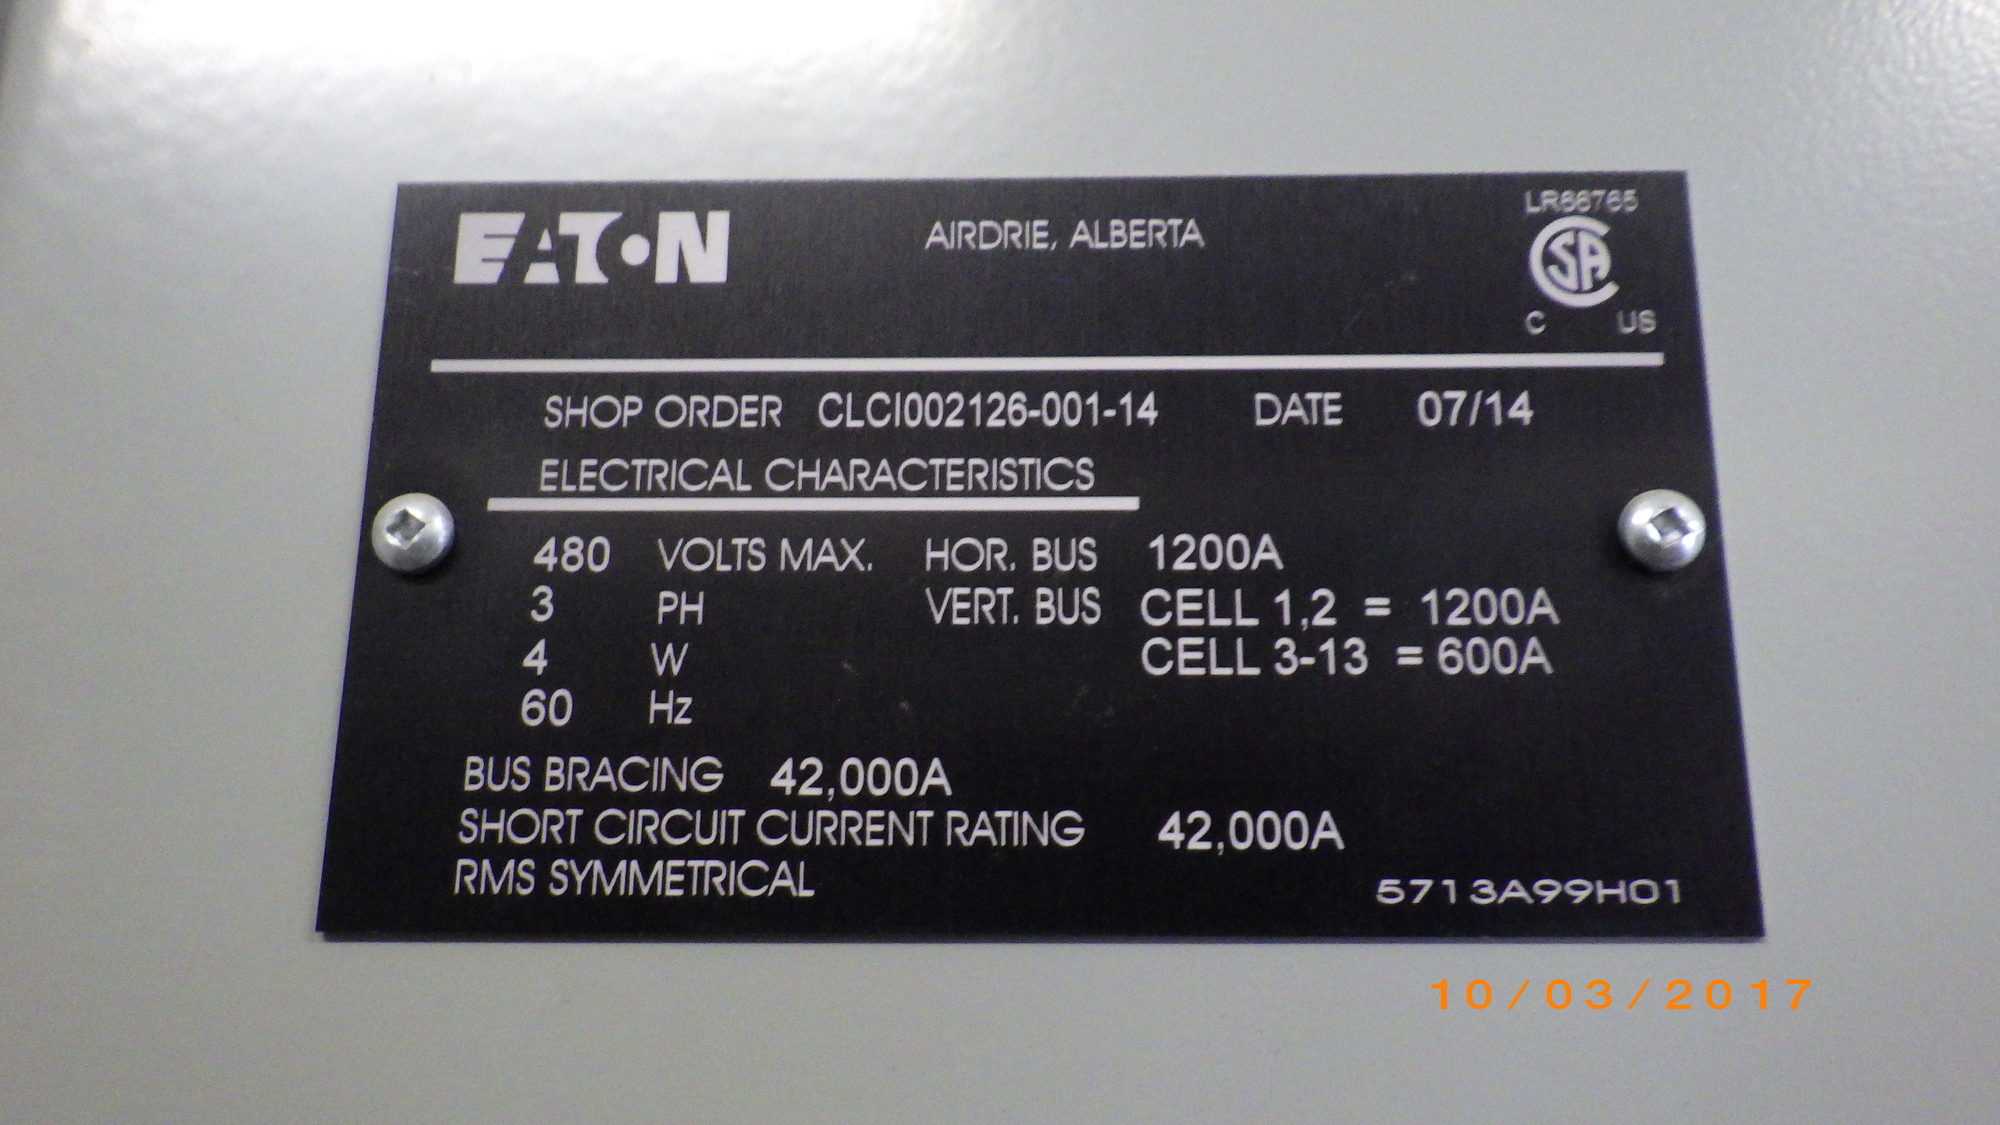 EATON
AIRDRIE, ALBERTA
LR66765
CSA
C US
SHOP ORDER CLCI002126-001-14 DATE 07/14
ELECTRICAL CHARACTERISTICS
480 VOLTS MAX. HOR. BUS 1200A
3 PH VERT. BUS CELL 1,2 = 1200A
4 W CELL 3-13 = 600A
60 Hz
BUS BRACING 42,000A
SHORT CIRCUIT CURRENT RATING 42,000A
RMS SYMMETRICAL
5713A99H01
10/03/2017